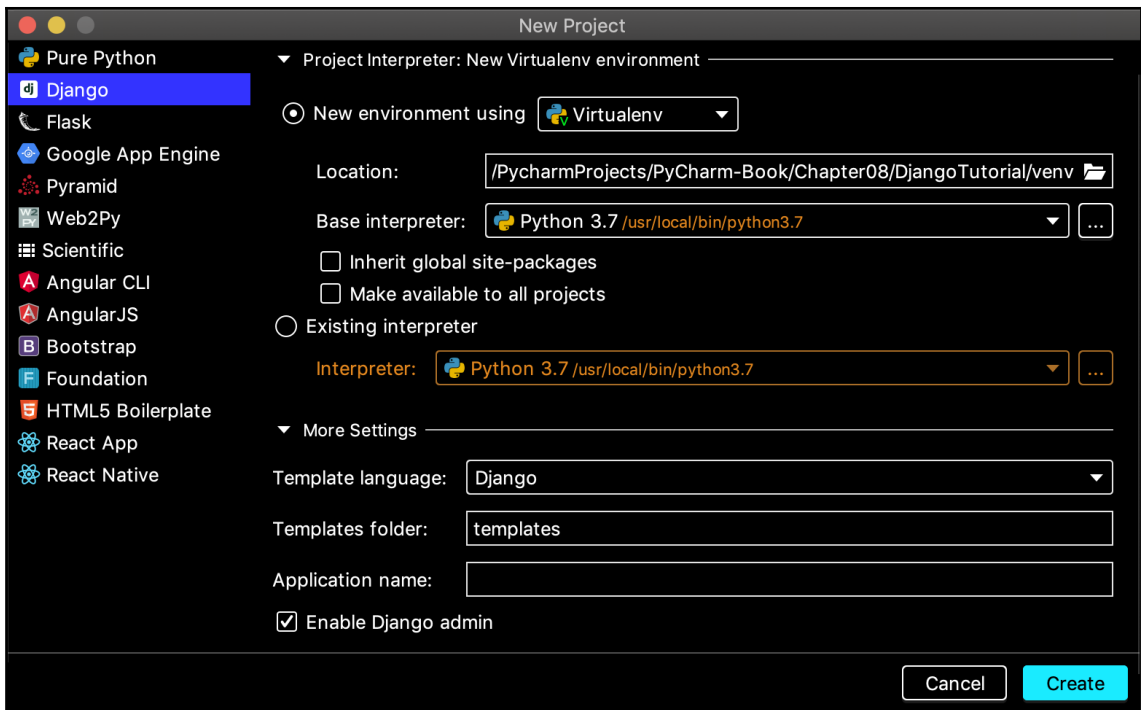 New Project
Pure Python
Django
Flask
Google App Engine
Pyramid
Web2Py
Scientific
Angular CLI
AngularJS
Bootstrap
Foundation
HTML5 Boilerplate
React App
React Native
Project Interpreter: New Virtualenv environment
New environment using Virtualenv
Location: /PycharmProjects/PyCharm-Book/Chapter08/DjangoTutorial/venv
Base interpreter: Python 3.7 /usr/local/bin/python3.7 ...
Inherit global site-packages
Make available to all projects
Existing interpreter
Interpreter: Python 3.7 /usr/local/bin/python3.7 ...
More Settings
Template language: Django
Templates folder: templates
Application name:
Enable Django admin
Cancel Create